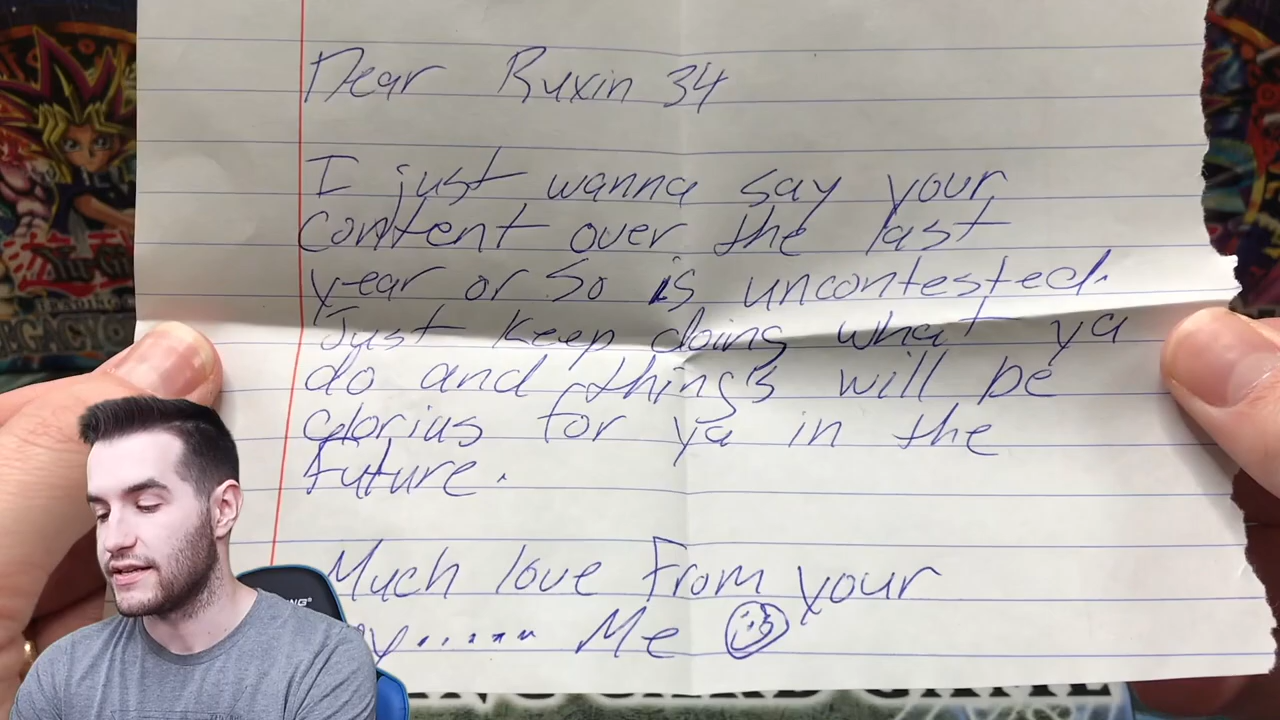 Dear Ruxin 34
I just wanna say your
content over the last
year or so is uncontested.
Just keep doing what ya
do and things will be
glorius for ya in the
future.
Much love from your
Me